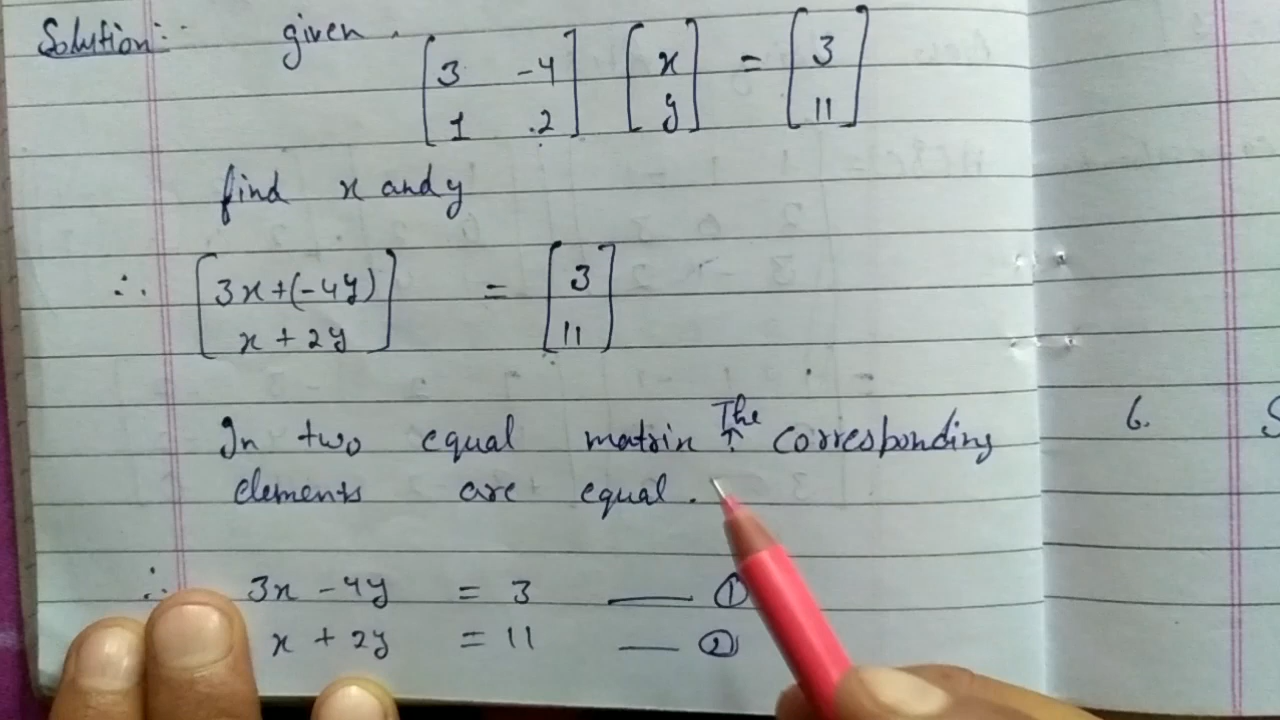 Solution:- given.
[3 -4] [x] = [3]
[1 .2] [y] [11]
find x and y
∴ [3x+(-4y)] = [3]
[x + 2y] [11]
In two equal matrix The corresponding
elements are equal.
∴ 3x - 4y = 3 — ①
x + 2y = 11 — ②
6.